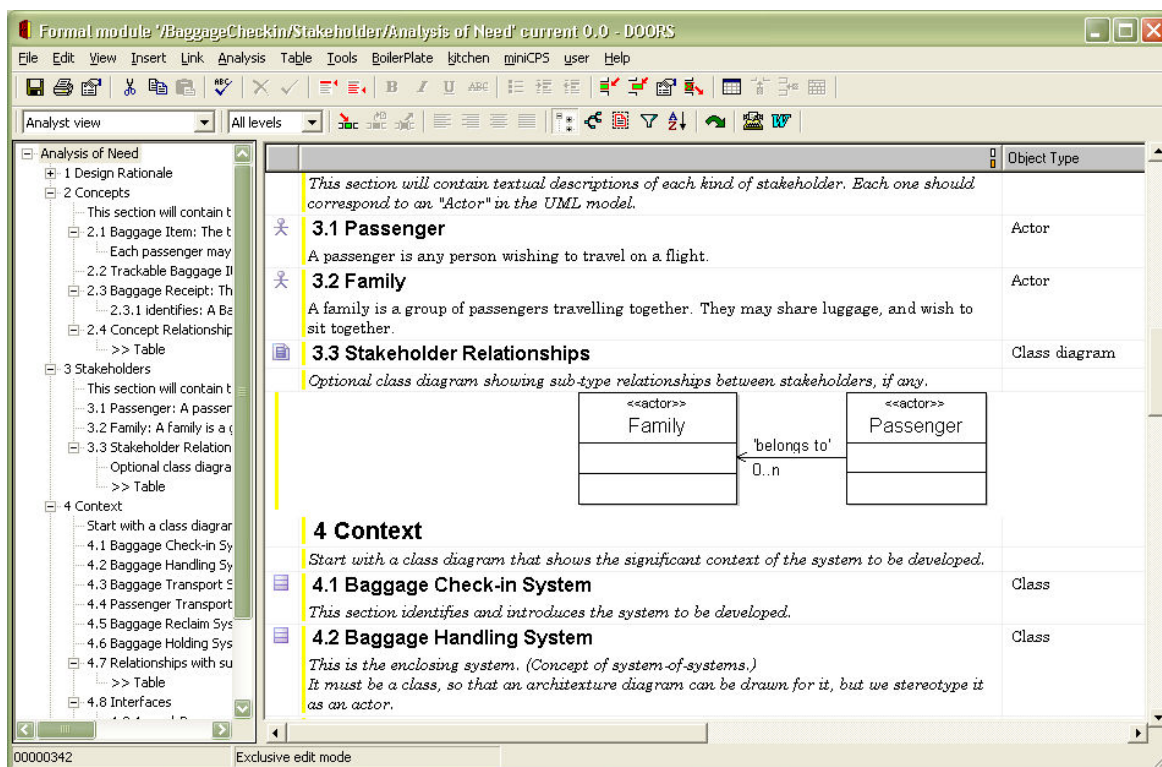 Formal module '/BaggageCheckin/Stakeholder/Analysis of Need' current 0.0 - DOORS
File Edit View Insert Link Analysis Table Tools BoilerPlate kitchen miniCPS user Help
B I U ABC
Analyst view All levels
Analysis of Need
1 Design Rationale
2 Concepts
This section will contain t
2.1 Baggage Item: The t
Each passenger may
2.2 Trackable Baggage It
2.3 Baggage Receipt: Th
2.3.1 identifies: A Ba
2.4 Concept Relationship
>> Table
3 Stakeholders
This section will contain t
3.1 Passenger: A passer
3.2 Family: A family is a g
3.3 Stakeholder Relation
Optional class diagra
>> Table
4 Context
Start with a class diagrar
4.1 Baggage Check-in Sy
4.2 Baggage Handling Sy
4.3 Baggage Transport S
4.4 Passenger Transport
4.5 Baggage Reclaim Sys
4.6 Baggage Holding Sys
4.7 Relationships with su
>> Table
4.8 Interfaces
Object Type
This section will contain textual descriptions of each kind of stakeholder. Each one should
correspond to an "Actor" in the UML model.
3.1 Passenger Actor
A passenger is any person wishing to travel on a flight.
3.2 Family Actor
A family is a group of passengers travelling together. They may share luggage, and wish to
sit together.
3.3 Stakeholder Relationships Class diagram
Optional class diagram showing sub-type relationships between stakeholders, if any.
<<actor>> <<actor>>
Family Passenger
'belongs to'
0..n
4 Context
Start with a class diagram that shows the significant context of the system to be developed.
4.1 Baggage Check-in System Class
This section identifies and introduces the system to be developed.
4.2 Baggage Handling System Class
This is the enclosing system. (Concept of system-of-systems.)
It must be a class, so that an architexture diagram can be drawn for it, but we stereotype it
as an actor.
00000342 Exclusive edit mode